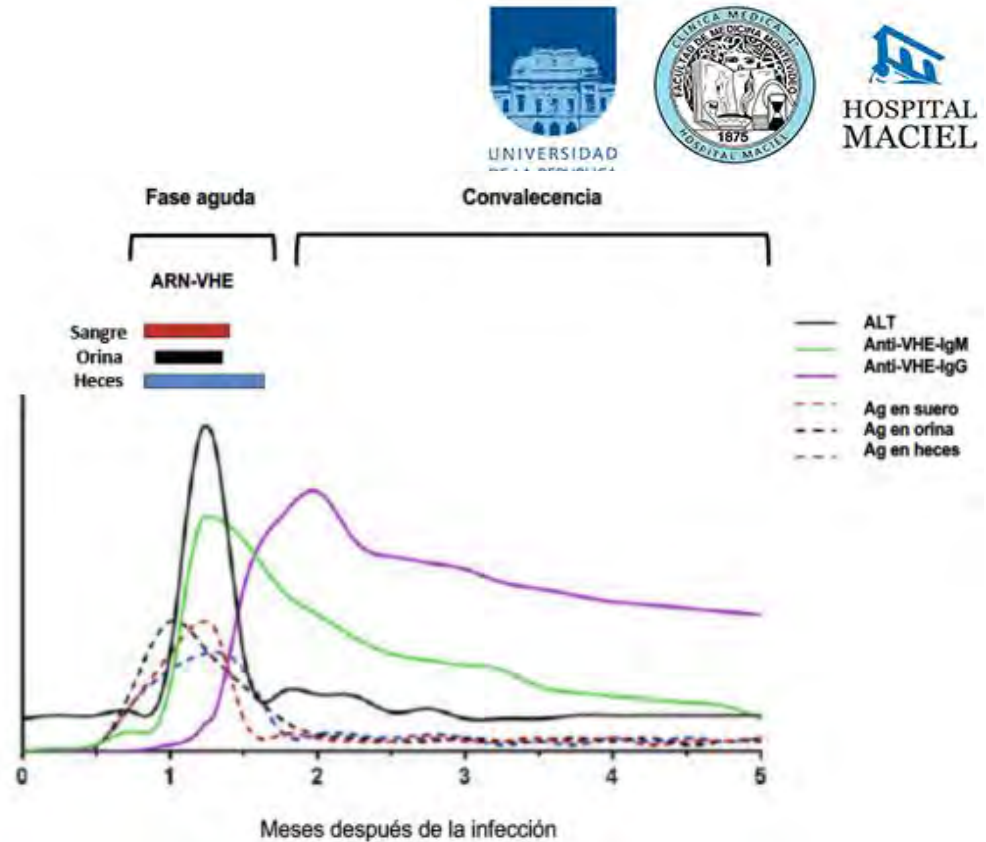 UNIVERSIDAD
CLINICA MEDICA "J"
FACULTAD DE MEDICINA MONTEVIDEO
1875
HOSPITAL MACIEL
HOSPITAL
MACIEL
Fase aguda
Convalecencia
ARN-VHE
Sangre
Orina
Heces
ALT
Anti-VHE-IgM
Anti-VHE-IgG
Ag en suero
Ag en orina
Ag en heces
0 1 2 3 4 5
Meses después de la infección